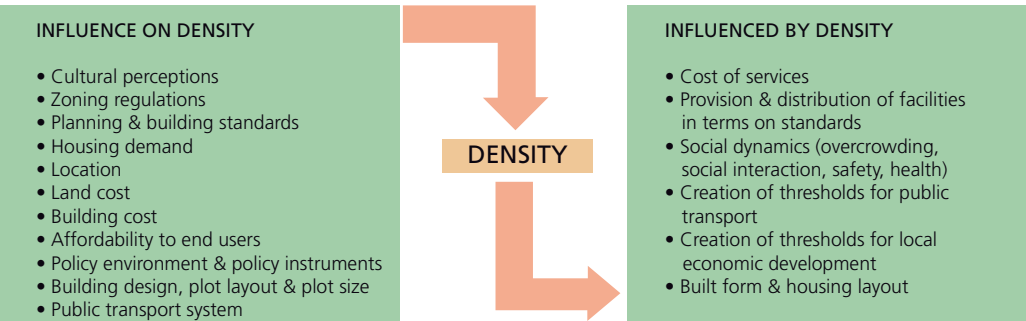 INFLUENCE ON DENSITY
• Cultural perceptions
• Zoning regulations
• Planning & building standards
• Housing demand
• Location
• Land cost
• Building cost
• Affordability to end users
• Policy environment & policy instruments
• Building design, plot layout & plot size
• Public transport system
DENSITY
INFLUENCED BY DENSITY
• Cost of services
• Provision & distribution of facilities
in terms on standards
• Social dynamics (overcrowding,
social interaction, safety, health)
• Creation of thresholds for public
transport
• Creation of thresholds for local
economic development
• Built form & housing layout